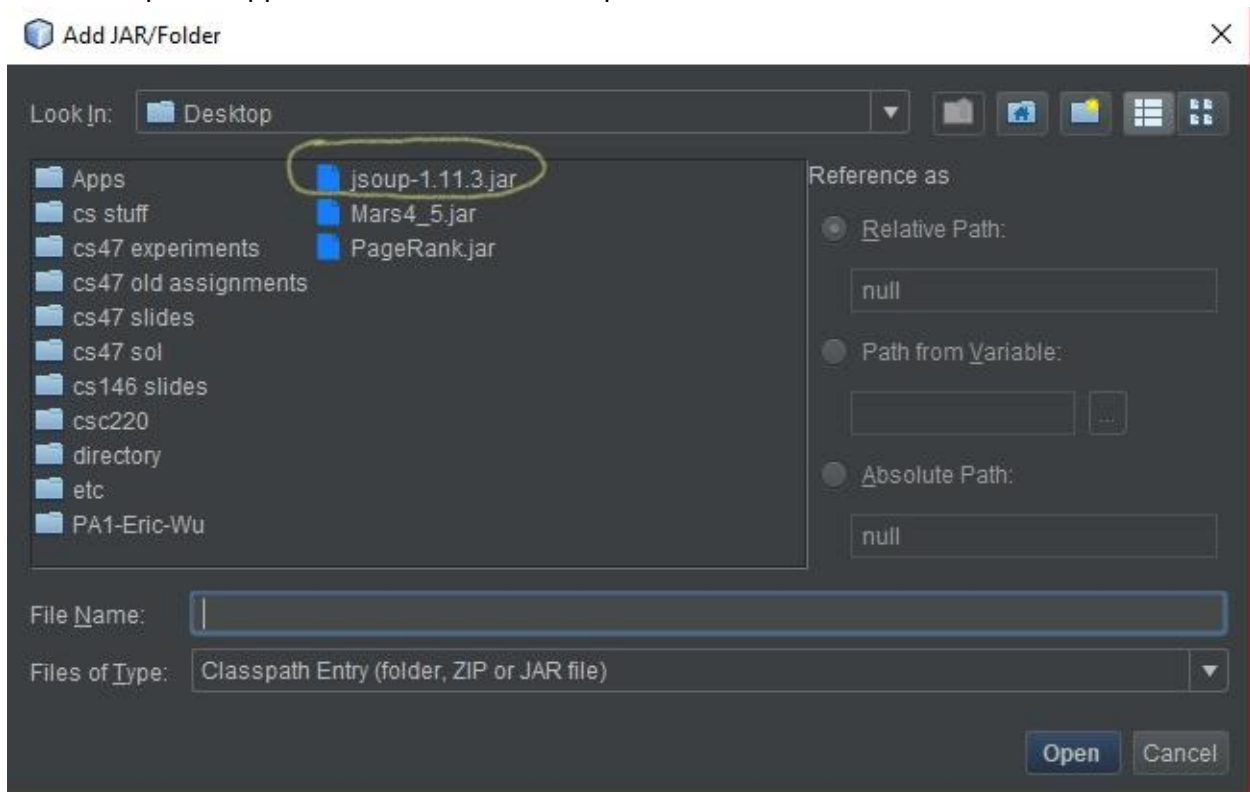 Add JAR/Folder
Look In: Desktop
Apps
cs stuff
cs47 experiments
cs47 old assignments
cs47 slides
cs47 sol
cs146 slides
csc220
directory
etc
PA1-Eric-Wu
jsoup-1.11.3.jar
Mars4_5.jar
PageRank.jar
Reference as
Relative Path:
null
Path from Variable:
...
Absolute Path:
null
File Name:
Files of Type: Classpath Entry (folder, ZIP or JAR file)
Open Cancel